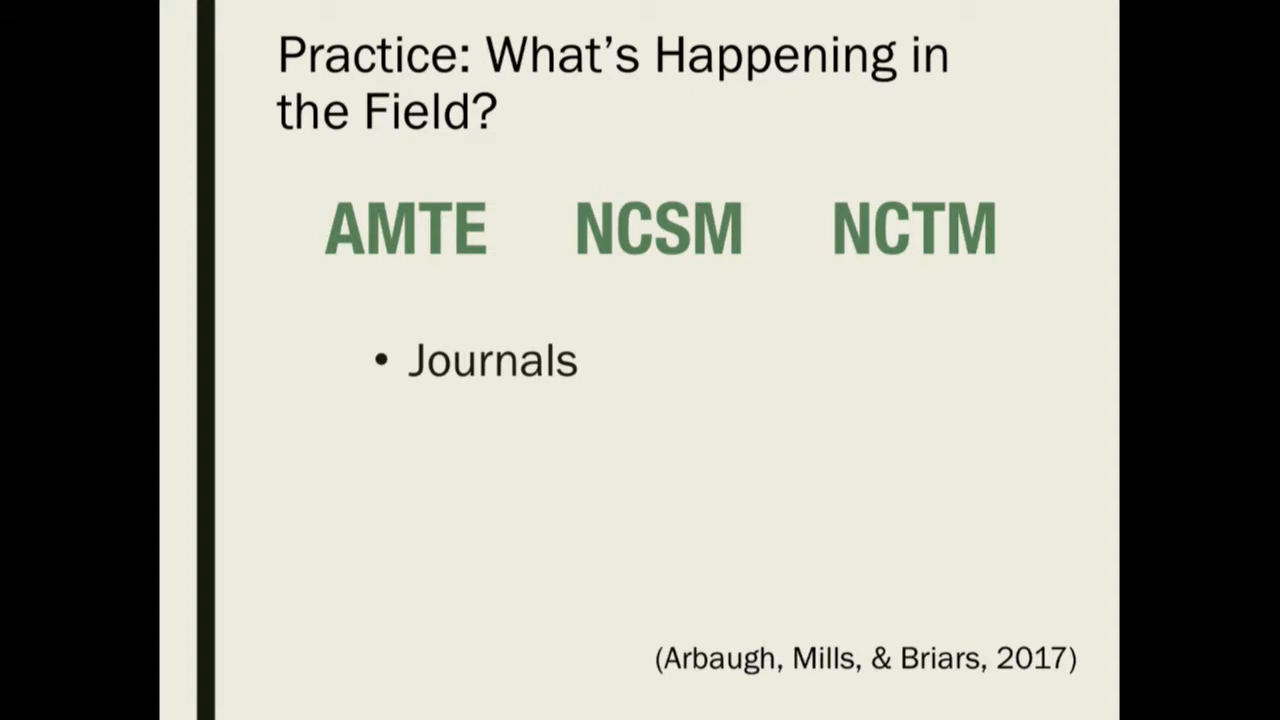 Practice: What’s Happening in
the Field?
AMTE NCSM NCTM
• Journals
(Arbaugh, Mills, & Briars, 2017)